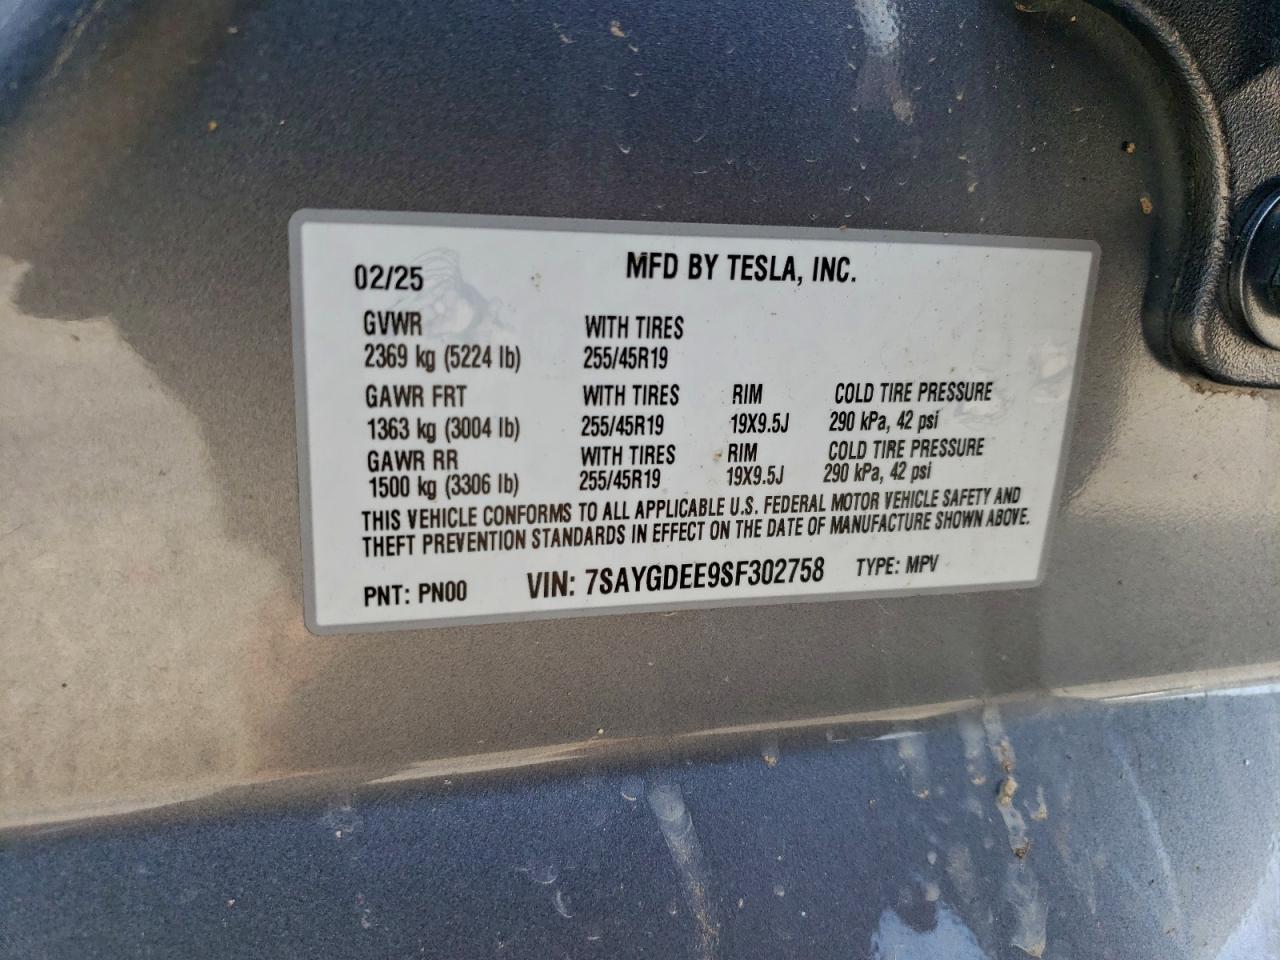 02/25 MFD BY TESLA, INC.
GVWR WITH TIRES
2369 kg (5224 lb) 255/45R19
GAWR FRT WITH TIRES RIM COLD TIRE PRESSURE
1363 kg (3004 lb) 255/45R19 19X9.5J 290 kPa, 42 psi
GAWR RR WITH TIRES RIM COLD TIRE PRESSURE
1500 kg (3306 lb) 255/45R19 19X9.5J 290 kPa, 42 psi
THIS VEHICLE CONFORMS TO ALL APPLICABLE U.S. FEDERAL MOTOR VEHICLE SAFETY AND
THEFT PREVENTION STANDARDS IN EFFECT ON THE DATE OF MANUFACTURE SHOWN ABOVE.
PNT: PN00 VIN: 7SAYGDEE9SF302758 TYPE: MPV